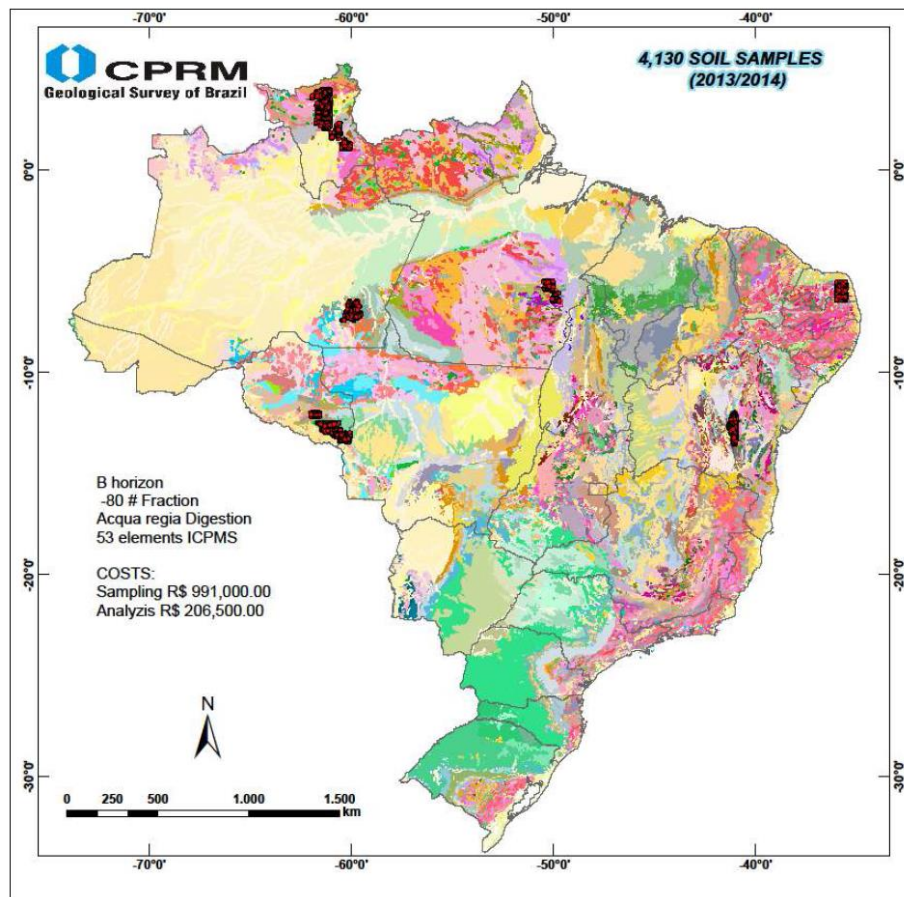 -70°0' -60°0' -50°0' -40°0'
CPRM
Geological Survey of Brazil
4,130 SOIL SAMPLES
(2013/2014)
0°0' 0°0'
-10°0' -10°0'
B horizon
-80 # Fraction
Acqua regia Digestion
53 elements ICPMS
COSTS:
Sampling R$ 991,000.00
Analyzis R$ 206,500.00
-20°0' -20°0'
N
-30°0' -30°0'
0 250 500 1.000 1.500
km
-70°0' -60°0' -50°0' -40°0'